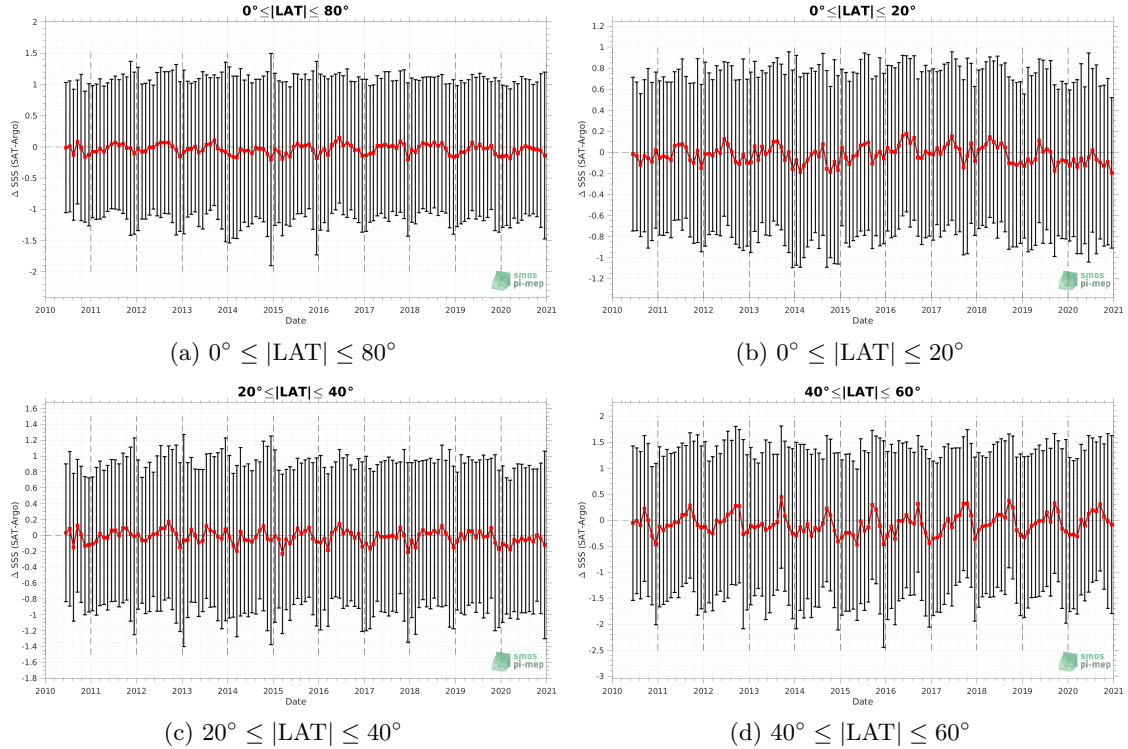 0°≤|LAT|≤ 80°
2
1.5
1
0.5
0
-0.5
-1
-1.5
-2
Δ SSS (SAT-Argo)
2010 2011 2012 2013 2014 2015 2016 2017 2018 2019 2020 2021
Date
smos
pi-mep
(a) 0° ≤ |LAT| ≤ 80°
0°≤|LAT|≤ 20°
1.2
1
0.8
0.6
0.4
0.2
0
-0.2
-0.4
-0.6
-0.8
-1
-1.2
Δ SSS (SAT-Argo)
2010 2011 2012 2013 2014 2015 2016 2017 2018 2019 2020 2021
Date
smos
pi-mep
(b) 0° ≤ |LAT| ≤ 20°
20°≤|LAT|≤ 40°
1.6
1.4
1.2
1
0.8
0.6
0.4
0.2
0
-0.2
-0.4
-0.6
-0.8
-1
-1.2
-1.4
-1.6
-1.8
Δ SSS (SAT-Argo)
2010 2011 2012 2013 2014 2015 2016 2017 2018 2019 2020 2021
Date
smos
pi-mep
(c) 20° ≤ |LAT| ≤ 40°
40°≤|LAT|≤ 60°
2
1.5
1
0.5
0
-0.5
-1
-1.5
-2
-2.5
-3
Δ SSS (SAT-Argo)
2010 2011 2012 2013 2014 2015 2016 2017 2018 2019 2020 2021
Date
smos
pi-mep
(d) 40° ≤ |LAT| ≤ 60°